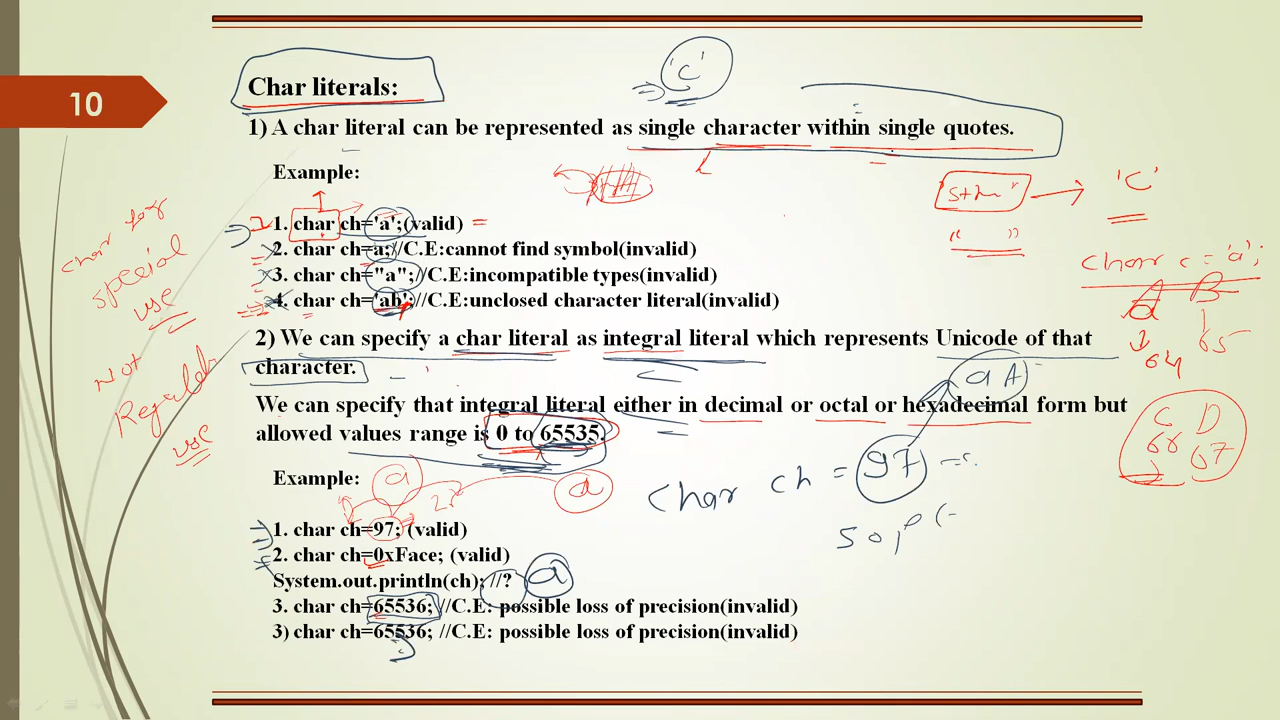 10
Char literals:
'C'
1) A char literal can be represented as single character within single quotes.
Example:
'C'
1. char ch='a';(valid) =
"    "
2. char ch=a;//C.E:cannot find symbol(invalid)
char c = 'a';
3. char ch="a";//C.E:incompatible types(invalid)
4. char ch='ab';//C.E:unclosed character literal(invalid)
char for
special
use
Not
use
B
64
65
2) We can specify a char literal as integral literal which represents Unicode of that
character.
a A
We can specify that integral literal either in decimal or octal or hexadecimal form but
allowed values range is 0 to 65535.
C D
66 67
Example:
a
a
char ch = 97
1. char ch=97; (valid)
sop (
2. char ch=0xFace; (valid)
System.out.println(ch); //?
a
3. char ch=65536; //C.E: possible loss of precision(invalid)
3) char ch=65536; //C.E: possible loss of precision(invalid)